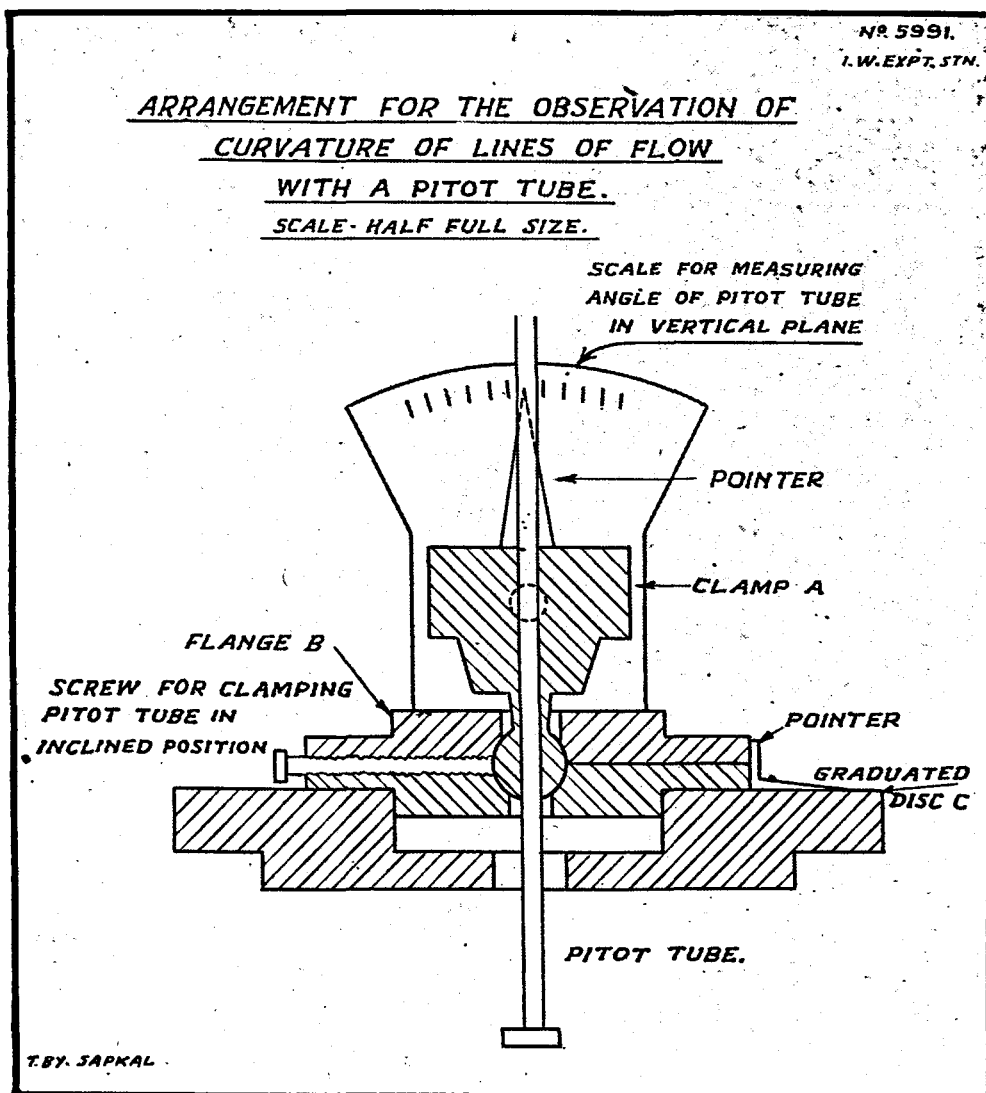 Nº 5991.
I.W. EXPT. STN.
ARRANGEMENT FOR THE OBSERVATION OF
CURVATURE OF LINES OF FLOW
WITH A PITOT TUBE.
SCALE- HALF FULL SIZE.
SCALE FOR MEASURING
ANGLE OF PITOT TUBE
IN VERTICAL PLANE
POINTER
CLAMP A
FLANGE B
SCREW FOR CLAMPING
PITOT TUBE IN
INCLINED POSITION
POINTER
GRADUATED
DISC C
PITOT TUBE.
T.BY. SAPKAL